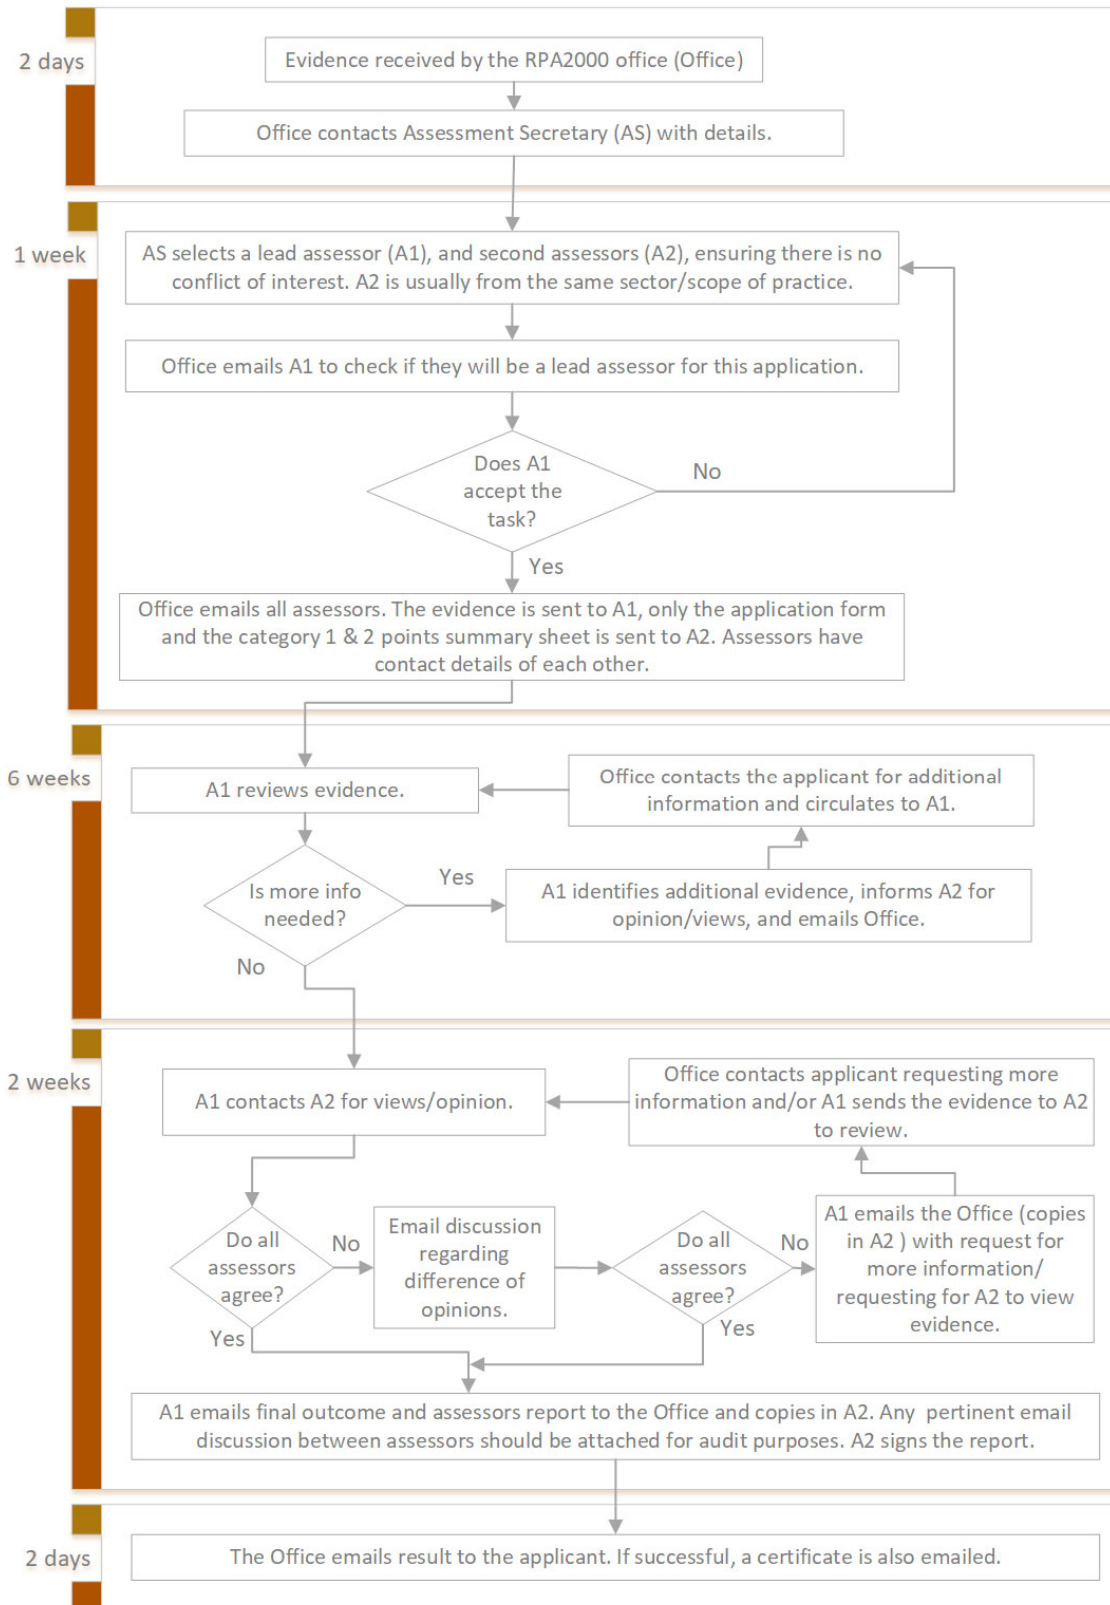 2 days
Evidence received by the RPA2000 office (Office)
Office contacts Assessment Secretary (AS) with details.
1 week
AS selects a lead assessor (A1), and second assessors (A2), ensuring there is no
conflict of interest. A2 is usually from the same sector/scope of practice.
Office emails A1 to check if they will be a lead assessor for this application.
Does A1
accept the
task?
No
Yes
Office emails all assessors. The evidence is sent to A1, only the application form
and the category 1 & 2 points summary sheet is sent to A2. Assessors have
contact details of each other.
6 weeks
A1 reviews evidence.
Office contacts the applicant for additional
information and circulates to A1.
Is more info
needed?
Yes
A1 identifies additional evidence, informs A2 for
opinion/views, and emails Office.
No
2 weeks
A1 contacts A2 for views/opinion.
Office contacts applicant requesting more
information and/or A1 sends the evidence to A2
to review.
Do all
assessors
agree?
No
Email discussion
regarding
difference of
opinions.
Do all
assessors
agree?
No
A1 emails the Office (copies
in A2 ) with request for
more information/
requesting for A2 to view
evidence.
Yes
Yes
A1 emails final outcome and assessors report to the Office and copies in A2. Any pertinent email
discussion between assessors should be attached for audit purposes. A2 signs the report.
2 days
The Office emails result to the applicant. If successful, a certificate is also emailed.